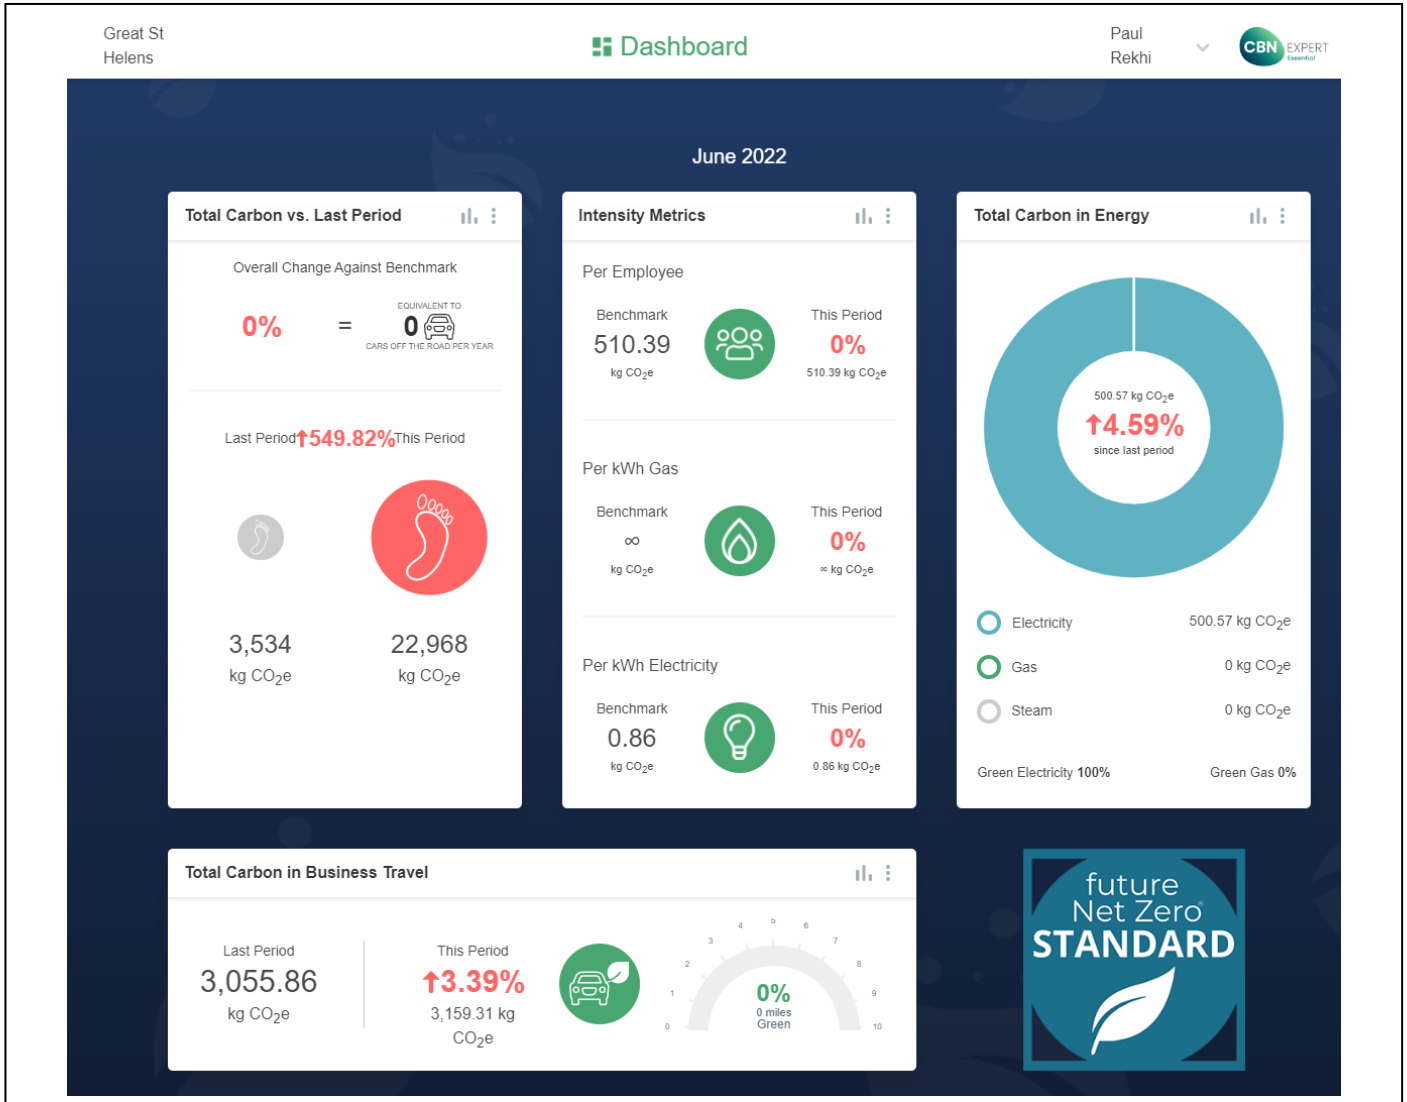 Great St
Helens
Dashboard
Paul
Rekhi
CBN EXPERT
Essential
June 2022
Total Carbon vs. Last Period
Overall Change Against Benchmark
0%
=
EQUIVALENT TO
0
CARS OFF THE ROAD PER YEAR
Last Period ↑549.82% This Period
3,534
kg CO₂e
22,968
kg CO₂e
Intensity Metrics
Per Employee
Benchmark
510.39
kg CO₂e
This Period
0%
510.39 kg CO₂e
Per kWh Gas
Benchmark
∞
kg CO₂e
This Period
0%
∞ kg CO₂e
Per kWh Electricity
Benchmark
0.86
kg CO₂e
This Period
0%
0.86 kg CO₂e
Total Carbon in Energy
500.57 kg CO₂e
↑4.59%
since last period
Electricity 500.57 kg CO₂e
Gas 0 kg CO₂e
Steam 0 kg CO₂e
Green Electricity 100% Green Gas 0%
Total Carbon in Business Travel
Last Period
3,055.86
kg CO₂e
This Period
↑3.39%
3,159.31 kg
CO₂e
0
1
2
3
4
5
6
7
8
9
10
0%
0 miles
Green
future
Net Zero®
STANDARD